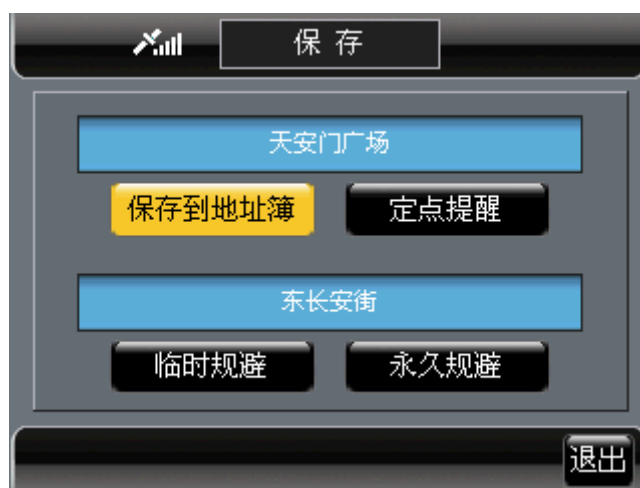 保存
天安门广场
保存到地址簿 定点提醒
东长安街
临时规避 永久规避
退出